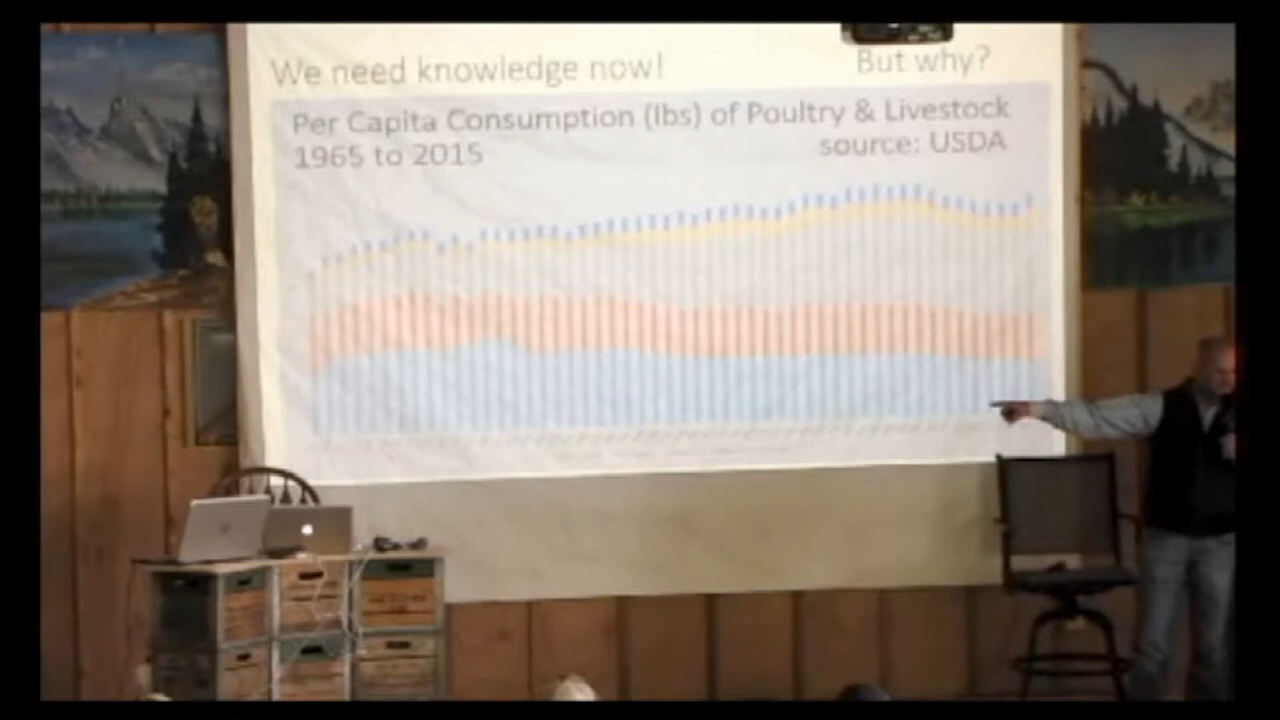 We need knowledge now! But why?
Per Capita Consumption (lbs) of Poultry & Livestock
1965 to 2015 source: USDA